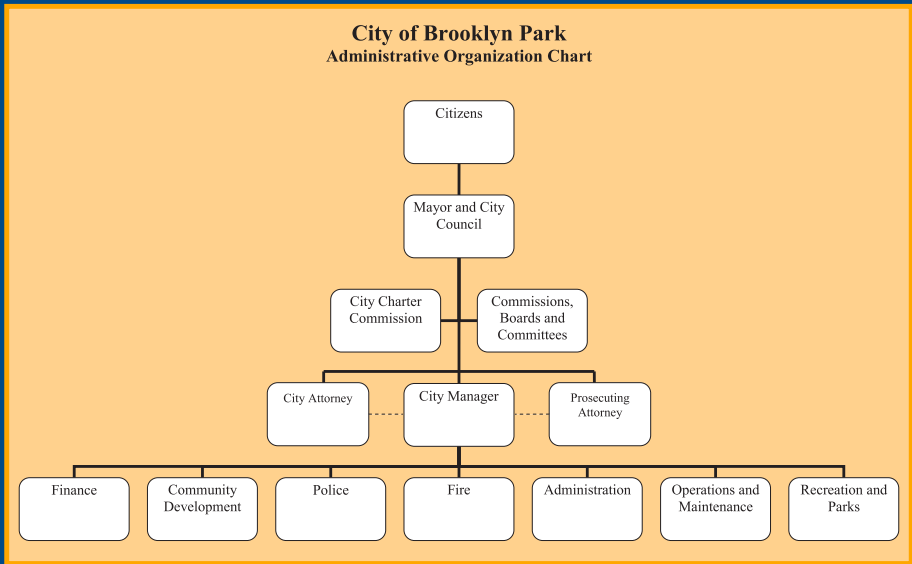 City of Brooklyn Park
Administrative Organization Chart
Citizens
Mayor and City
Council
City Charter
Commission
Commissions,
Boards and
Committees
City Attorney
City Manager
Prosecuting
Attorney
Finance
Community
Development
Police
Fire
Administration
Operations and
Maintenance
Recreation and
Parks